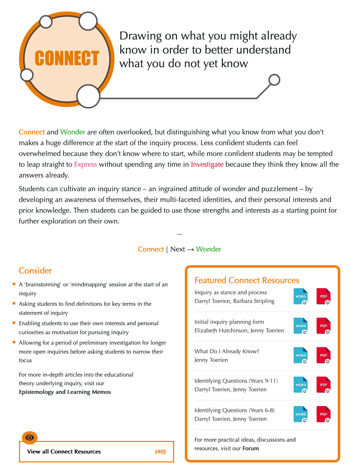 CONNECT
Drawing on what you might already
know in order to better understand
what you do not yet know
Connect and Wonder are often overlooked, but distinguishing what you know from what you don't
makes a huge difference at the start of the inquiry process. Less confident students can feel
overwhelmed because they don't know where to start, while more confident students may be tempted
to leap straight to Express without spending any time in Investigate because they think they know all the
answers already.
Students can cultivate an inquiry stance – an ingrained attitude of wonder and puzzlement – by
developing an awareness of themselves, their multi-faceted identities, and their personal interests and
prior knowledge. Then students can be guided to use those strengths and interests as a starting point for
further exploration on their own.
—
Connect | Next → Wonder
Consider
• A 'brainstorming' or 'mindmapping' session at the start of an
inquiry
• Asking students to find definitions for key terms in the
statement of inquiry
• Enabling students to use their own interests and personal
curiosities as motivation for pursuing inquiry
• Allowing for a period of preliminary investigation for longer
more open inquiries before asking students to narrow their
focus
For more in-depth articles into the educational
theory underlying inquiry, visit our
Epistemology and Learning Memos
View all Connect Resources [40]
Featured Connect Resources
Inquiry as stance and process
Darryl Toerien, Barbara Stripling
WORD PDF
Initial inquiry planning form
Elizabeth Hutchinson, Jenny Toerien
WORD PDF
What Do I Already Know?
Jenny Toerien
WORD PDF
Identifying Questions (Years 9-11)
Darryl Toerien, Jenny Toerien
WORD PDF
Identifying Questions (Years 6-8)
Darryl Toerien, Jenny Toerien
WORD PDF
For more practical ideas, discussions and
resources, visit our Forum